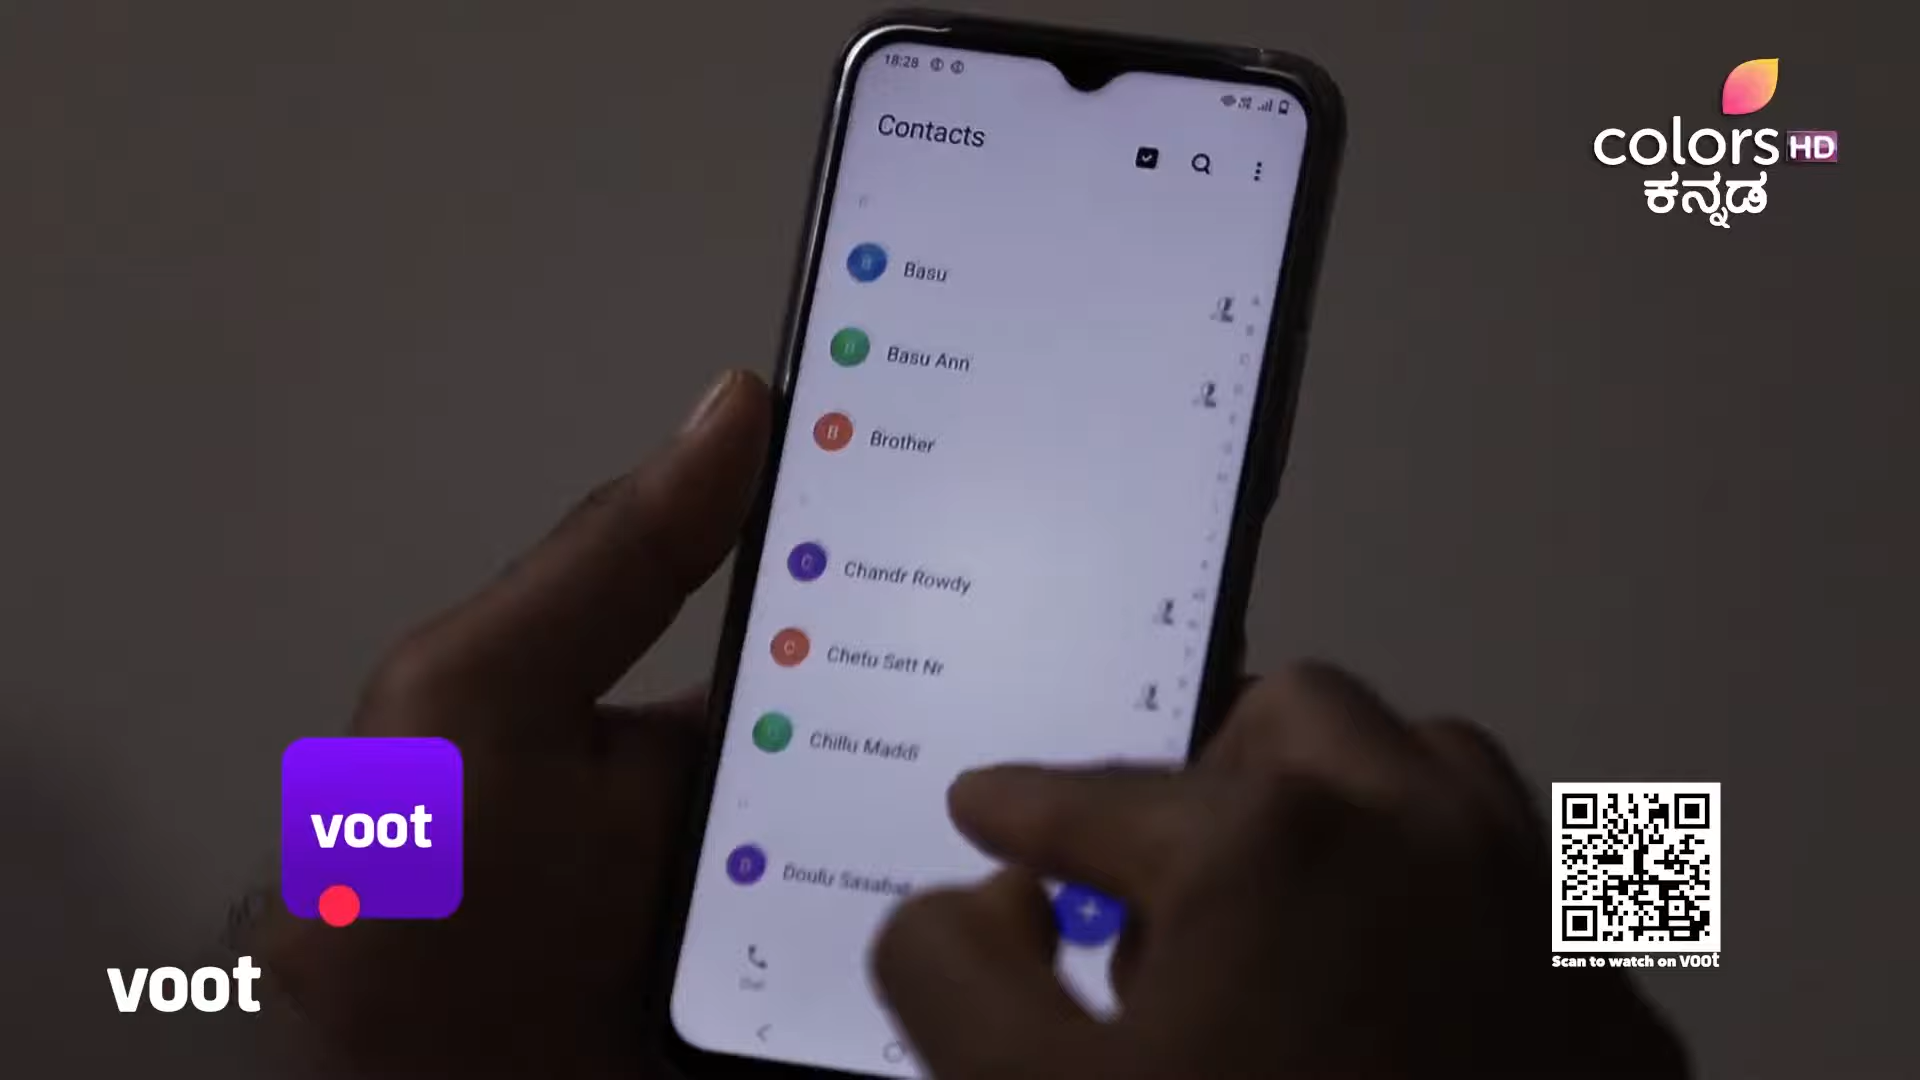 18:28
Contacts
colors HD
ಕನ್ನಡ
B
Basu
B
Basu Ann
B
Brother
C
Chandr Rowdy
C
Chetu Sett Nr
C
Chillu Maddi
D
voot
voot
Scan to watch on voot